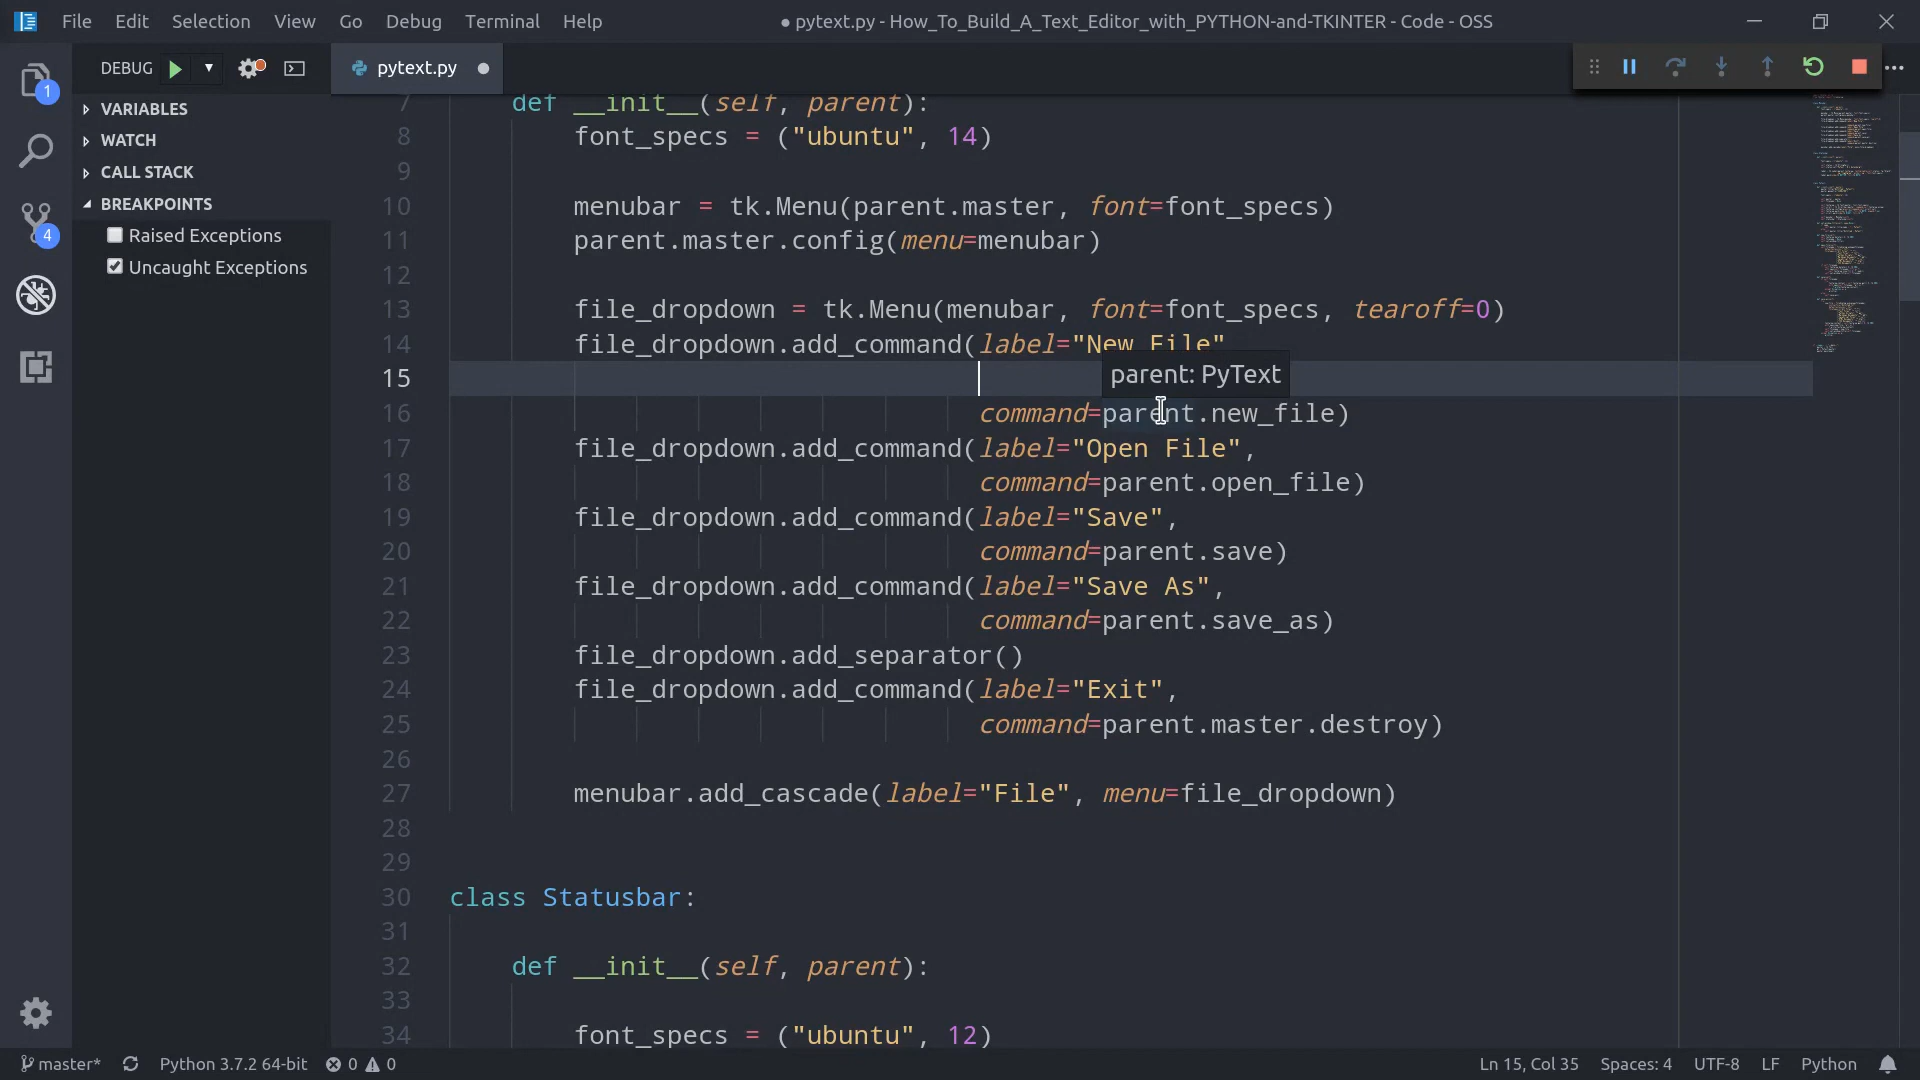 File Edit Selection View Go Debug Terminal Help ● pytext.py - How_To_Build_A_Text_Editor_with_PYTHON-and-TKINTER - Code - OSS
DEBUG
pytext.py
1
VARIABLES
WATCH
CALL STACK
BREAKPOINTS
Raised Exceptions
Uncaught Exceptions
4
7 def __init__(self, parent):
8 font_specs = ("ubuntu", 14)
9
10 menubar = tk.Menu(parent.master, font=font_specs)
11 parent.master.config(menu=menubar)
12
13 file_dropdown = tk.Menu(menubar, font=font_specs, tearoff=0)
14 file_dropdown.add_command(label="New File"
15
parent: PyText
16 command=parent.new_file)
17 file_dropdown.add_command(label="Open File",
18 command=parent.open_file)
19 file_dropdown.add_command(label="Save",
20 command=parent.save)
21 file_dropdown.add_command(label="Save As",
22 command=parent.save_as)
23 file_dropdown.add_separator()
24 file_dropdown.add_command(label="Exit",
25 command=parent.master.destroy)
26
27 menubar.add_cascade(label="File", menu=file_dropdown)
28
29
30 class Statusbar:
31
32 def __init__(self, parent):
33
34 font_specs = ("ubuntu", 12)
master* Python 3.7.2 64-bit 0 0 Ln 15, Col 35 Spaces: 4 UTF-8 LF Python